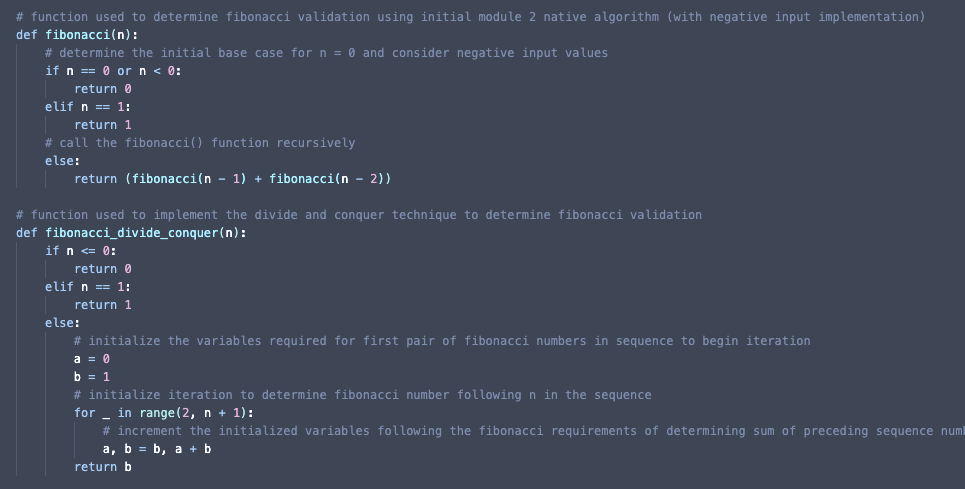 # function used to determine fibonacci validation using initial module 2 native algorithm (with negative input implementation)
def fibonacci(n):
    # determine the initial base case for n = 0 and consider negative input values
    if n == 0 or n < 0:
        return 0
    elif n == 1:
        return 1
    # call the fibonacci() function recursively
    else:
        return (fibonacci(n - 1) + fibonacci(n - 2))

# function used to implement the divide and conquer technique to determine fibonacci validation
def fibonacci_divide_conquer(n):
    if n <= 0:
        return 0
    elif n == 1:
        return 1
    else:
        # initialize the variables required for first pair of fibonacci numbers in sequence to begin iteration
        a = 0
        b = 1
        # initialize iteration to determine fibonacci number following n in the sequence
        for _ in range(2, n + 1):
            # increment the initialized variables following the fibonacci requirements of determining sum of preceding sequence
            a, b = b, a + b
        return b